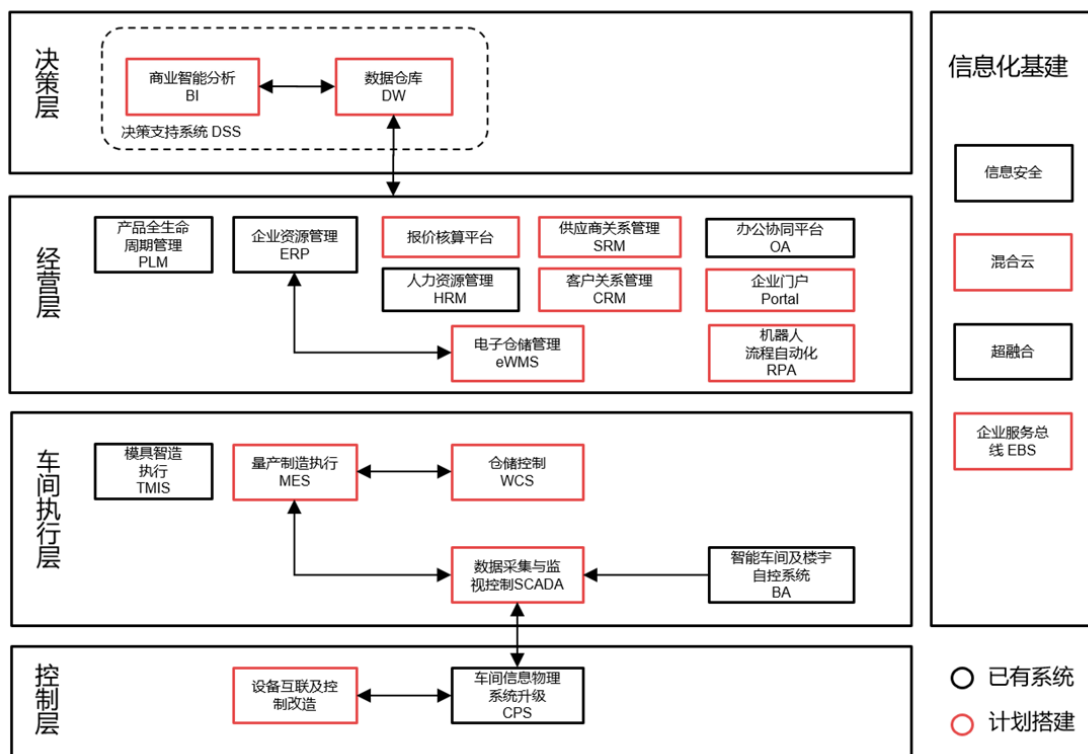 决策层
商业智能分析
BI
数据仓库
DW
决策支持系统 DSS
经营层
产品全生命
周期管理
PLM
企业资源管理
ERP
报价核算平台
供应商关系管理
SRM
办公协同平台
OA
人力资源管理
HRM
客户关系管理
CRM
企业门户
Portal
电子仓储管理
eWMS
机器人
流程自动化
RPA
车间执行层
模具智造
执行
TMIS
量产制造执行
MES
仓储控制
WCS
数据采集与监
视控制SCADA
智能车间及楼宇
自控系统
BA
控制层
设备互联及控
制改造
车间信息物理
系统升级
CPS
信息化基建
信息安全
混合云
超融合
企业服务总
线 EBS
已有系统
计划搭建